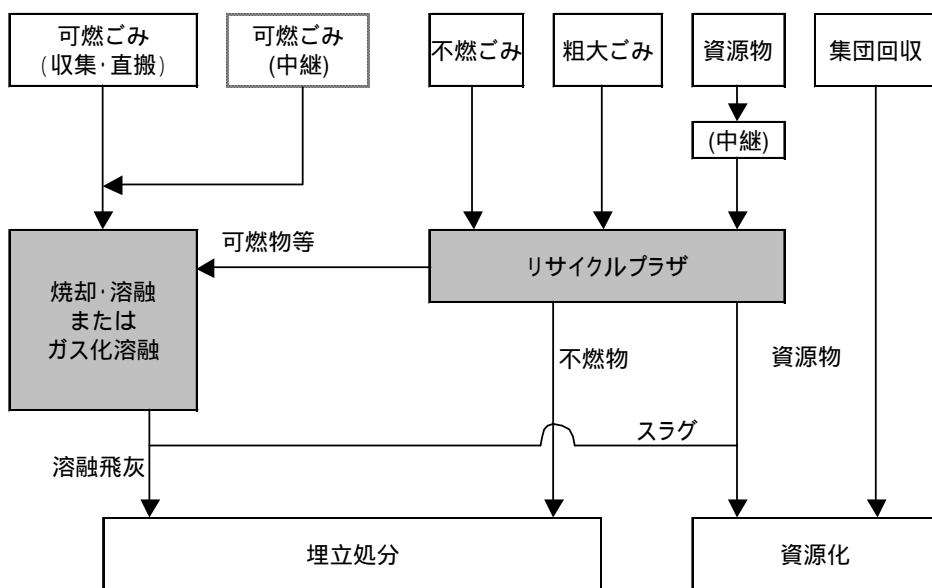 可燃ごみ
(収集･直搬)
可燃ごみ
(中継)
不燃ごみ
粗大ごみ
資源物
集団回収
(中継)
可燃物等
リサイクルプラザ
焼却･溶融
または
ガス化溶融
不燃物
資源物
スラグ
溶融飛灰
埋立処分
資源化